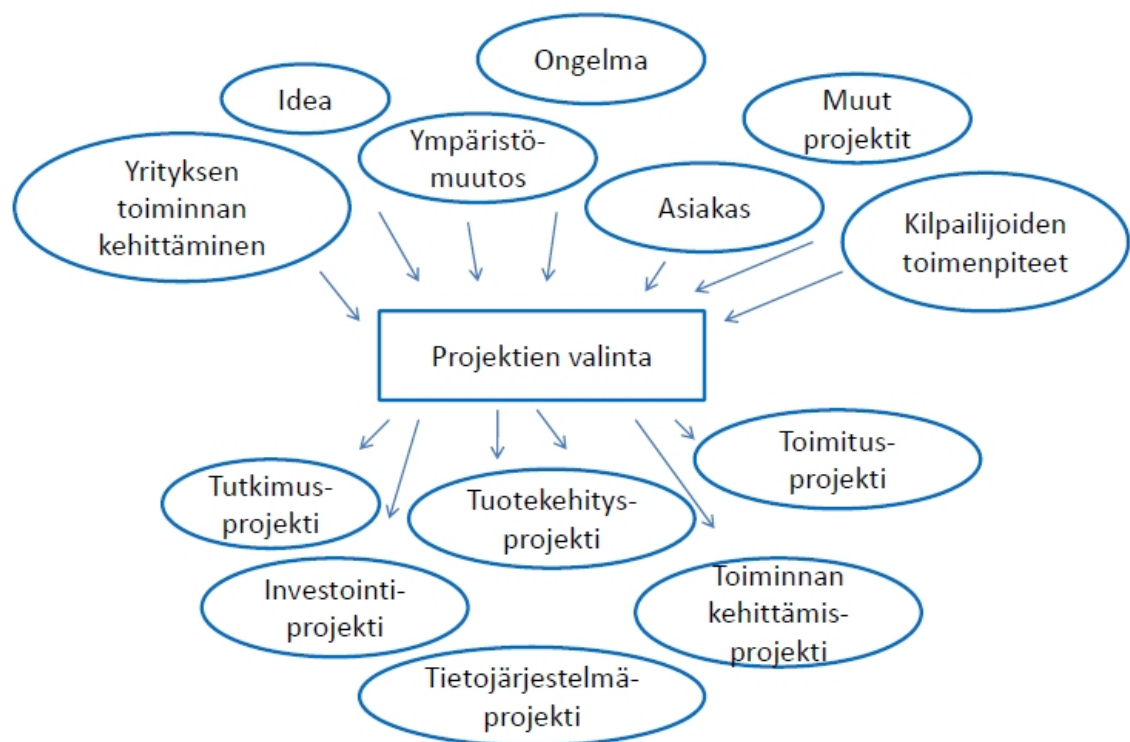 Ongelma
Idea
Muut
projektit
Ympäristö-
muutos
Yrityksen
toiminnan
kehittäminen
Asiakas
Kilpailijoiden
toimenpiteet
Projektien valinta
Toimitus-
projekti
Tutkimus-
projekti
Tuotekehitys-
projekti
Investointi-
projekti
Toiminnan
kehittämis-
projekti
Tietojärjestelmä-
projekti